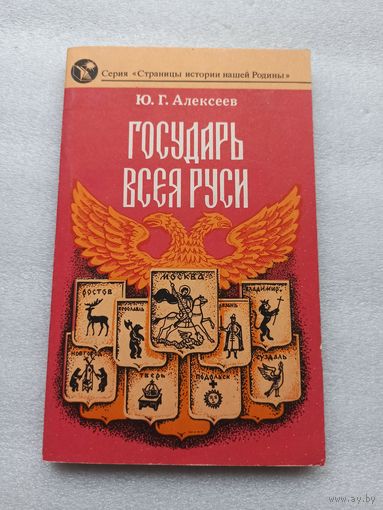 Серия «Страницы истории нашей Родины»
Ю. Г. Алексеев
ГОСУДАРЬ
ВСЕЯ РУСИ
МОСКВА
РОСТОВ
ЯРОСЛАВЛЬ
ВЛАДИМИР
НОВГОРОД
ТВЕРЬ
ПОДОЛЬСК
СУЗДАЛЬ
www.ay.by